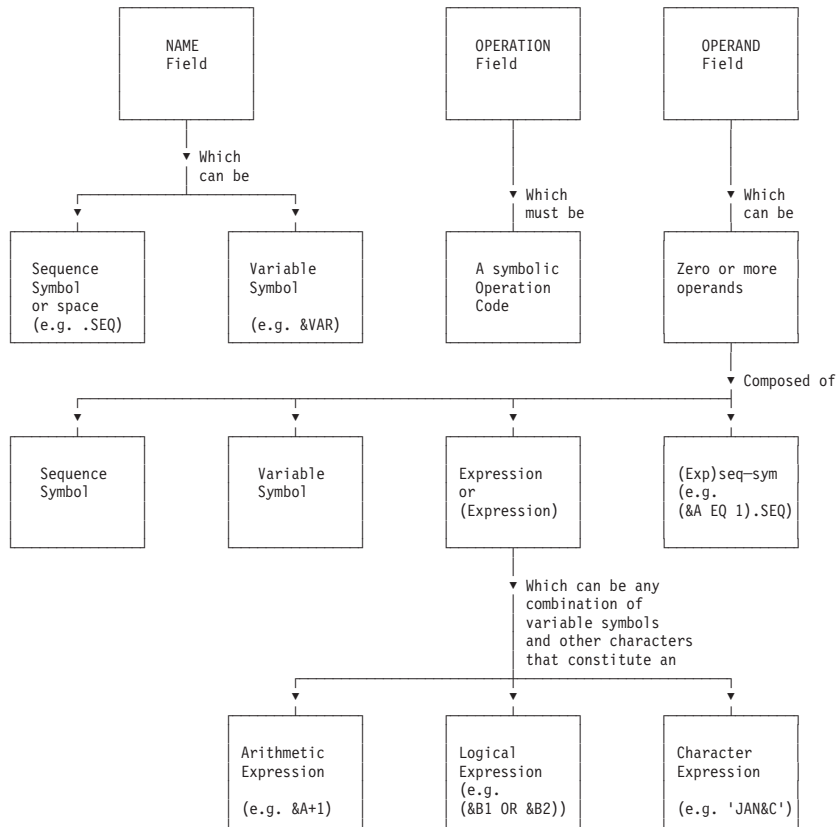 NAME
Field
OPERATION
Field
OPERAND
Field
Which
can be
Which
must be
Which
can be
Sequence
Symbol
or space
(e.g. .SEQ)
Variable
Symbol
(e.g. &VAR)
A symbolic
Operation
Code
Zero or more
operands
Composed of
Sequence
Symbol
Variable
Symbol
Expression
or
(Expression)
(Exp)seq—sym
(e.g.
(&A EQ 1).SEQ)
Which can be any
combination of
variable symbols
and other characters
that constitute an
Arithmetic
Expression
(e.g. &A+1)
Logical
Expression
(e.g.
(&B1 OR &B2))
Character
Expression
(e.g. 'JAN&C')